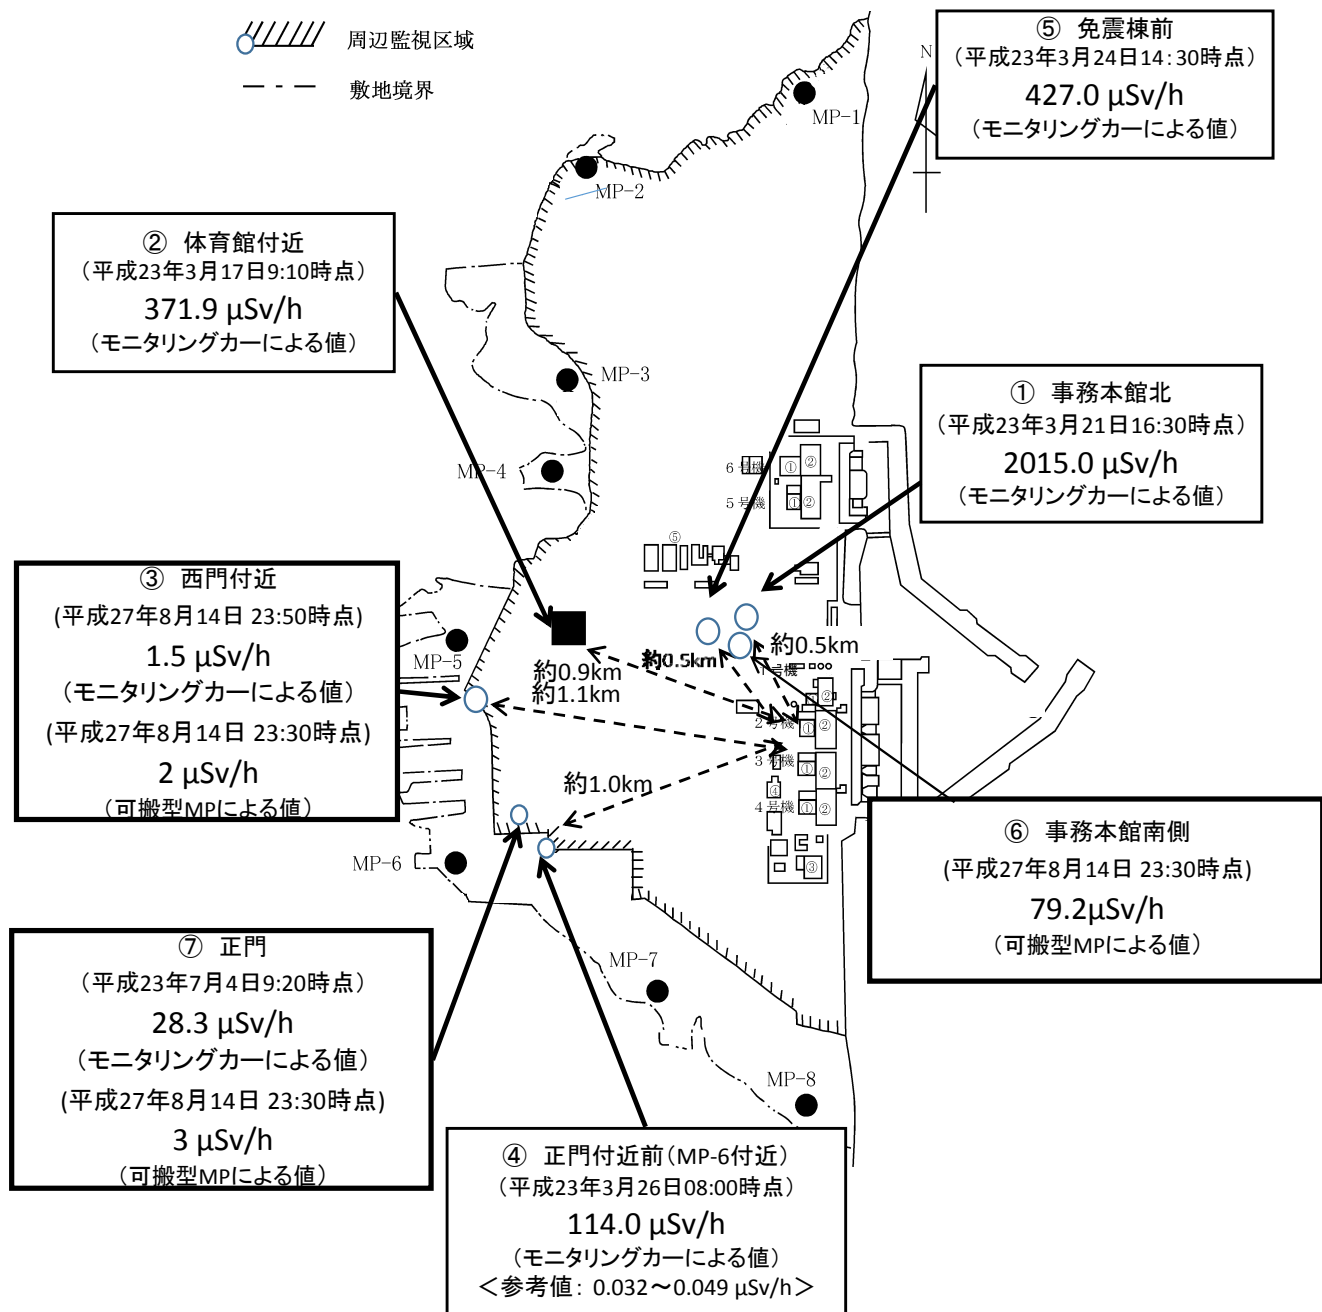 周辺監視区域
敷地境界
⑤ 免震棟前
（平成23年3月24日14：30時点）
427.0 μSv/h
（モニタリングカーによる値）
N
MP-1
MP-2
② 体育館付近
（平成23年3月17日9:10時点）
371.9 μSv/h
（モニタリングカーによる値）
MP-3
① 事務本館北
（平成23年3月21日16:30時点）
2015.0 μSv/h
（モニタリングカーによる値）
MP-4
6号機
①
②
5号機
①
②
⑤
③ 西門付近
(平成27年8月14日 23:50時点)
1.5 μSv/h
（モニタリングカーによる値）
(平成27年8月14日 23:30時点)
2 μSv/h
（可搬型MPによる値）
MP-5
約0.9km
約1.1km
約0.5km
約0.5km
1号機
②
2号機
①
②
3号機
①
②
④
4号機
①
②
③
約1.0km
MP-6
⑥ 事務本館南側
(平成27年8月14日 23:30時点)
79.2μSv/h
（可搬型MPによる値）
⑦ 正門
（平成23年7月4日9:20時点）
28.3 μSv/h
（モニタリングカーによる値）
(平成27年8月14日 23:30時点)
3 μSv/h
（可搬型MPによる値）
MP-7
MP-8
④ 正門付近前（MP-6付近）
（平成23年3月26日08:00時点）
114.0 μSv/h
（モニタリングカーによる値）
＜参考値：0.032～0.049 μSv/h＞